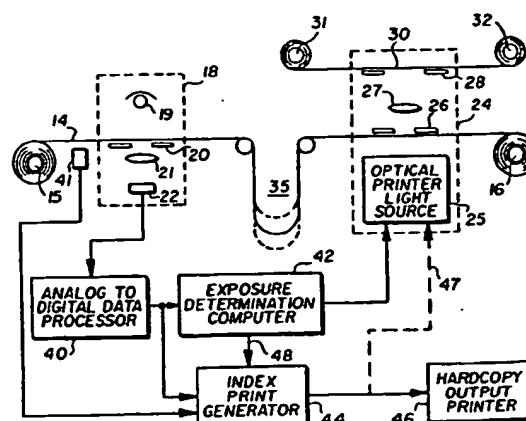 31
30
32
14
18
19
28
27
24
26
20
21
41
22
15
35
16
OPTICAL
PRINTER
LIGHT
SOURCE
25
42
47
ANALOG TO
DIGITAL DATA
PROCESSOR
40
EXPOSURE
DETERMINATION
COMPUTER
48
INDEX
PRINT
GENERATOR
44
HARDCOPY
OUTPUT
PRINTER
46